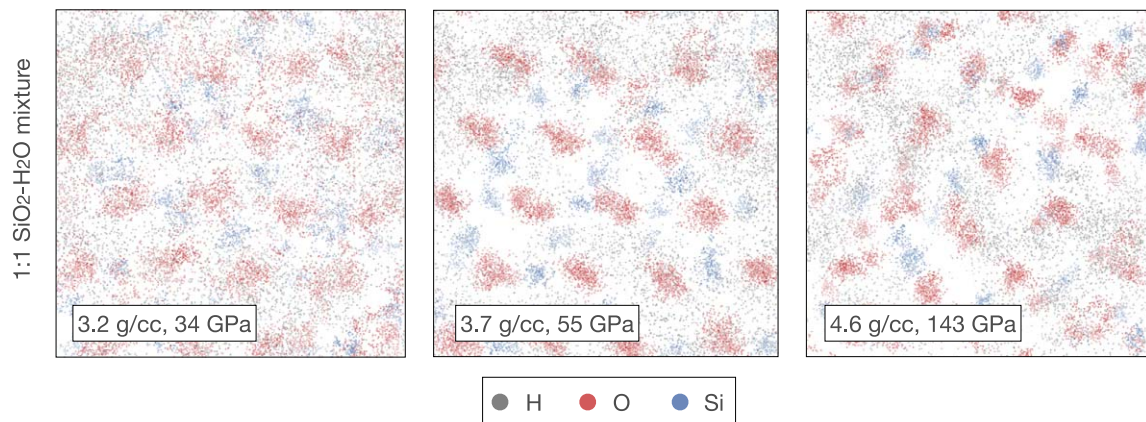 1:1 SiO2-H2O mixture
3.2 g/cc, 34 GPa
3.7 g/cc, 55 GPa
4.6 g/cc, 143 GPa
H
O
Si